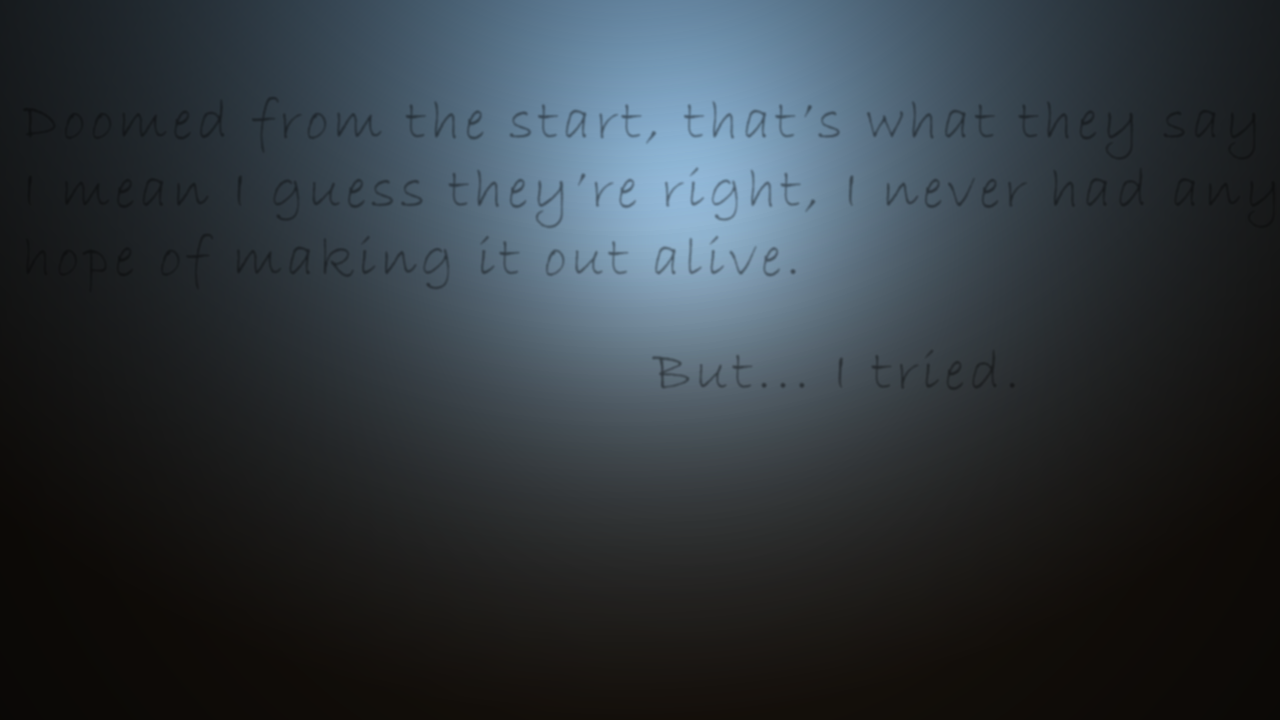 Doomed from the start, that's what they say
I mean I guess they're right, I never had any
hope of making it out alive.
But... I tried.